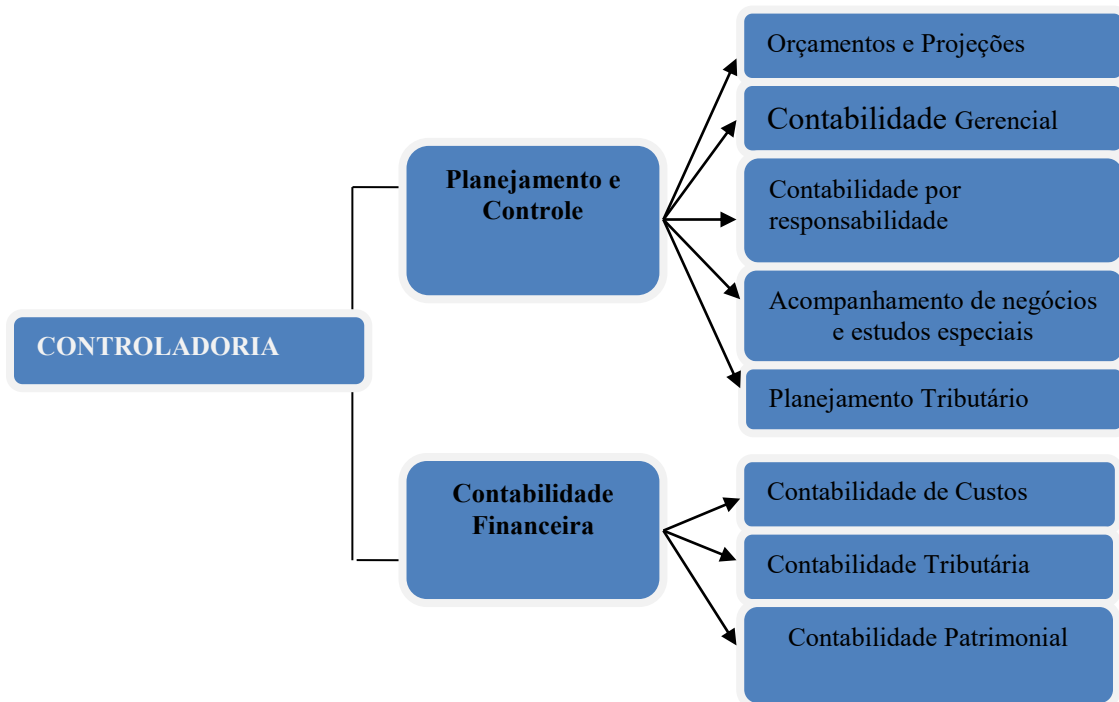 CONTROLADORIA
Planejamento e
Controle
Orçamentos e Projeções
Contabilidade Gerencial
Contabilidade por
responsabilidade
Acompanhamento de negócios
e estudos especiais
Planejamento Tributário
Contabilidade
Financeira
Contabilidade de Custos
Contabilidade Tributária
Contabilidade Patrimonial